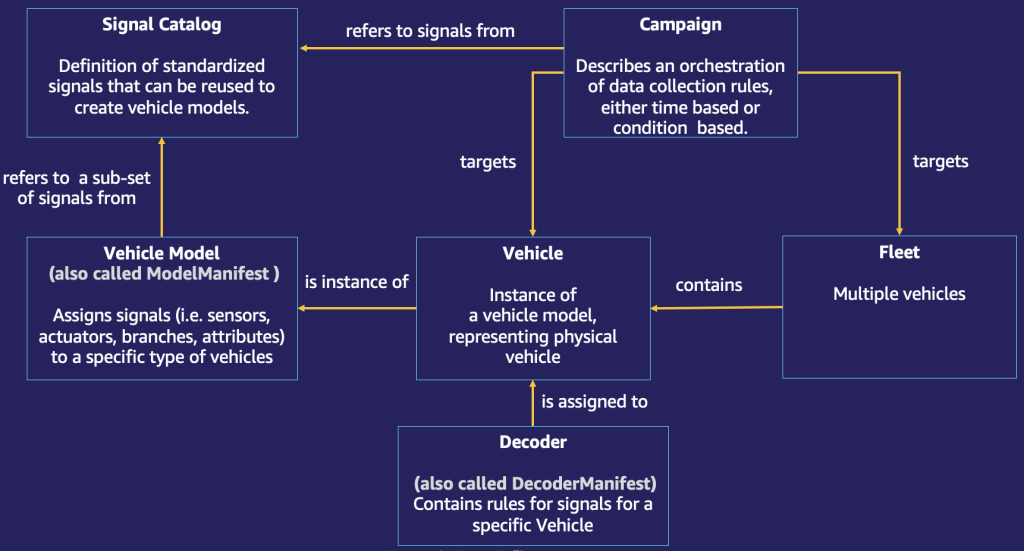 Signal Catalog
Definition of standardized
signals that can be reused to
create vehicle models.
refers to signals from
Campaign
Describes an orchestration
of data collection rules,
either time based or
condition based.
refers to a sub-set
of signals from
targets
targets
Vehicle Model
(also called ModelManifest )
Assigns signals (i.e. sensors,
actuators, branches, attributes)
to a specific type of vehicles
is instance of
Vehicle
Instance of
a vehicle model,
representing physical
vehicle
contains
Fleet
Multiple vehicles
is assigned to
Decoder
(also called DecoderManifest)
Contains rules for signals for a
specific Vehicle